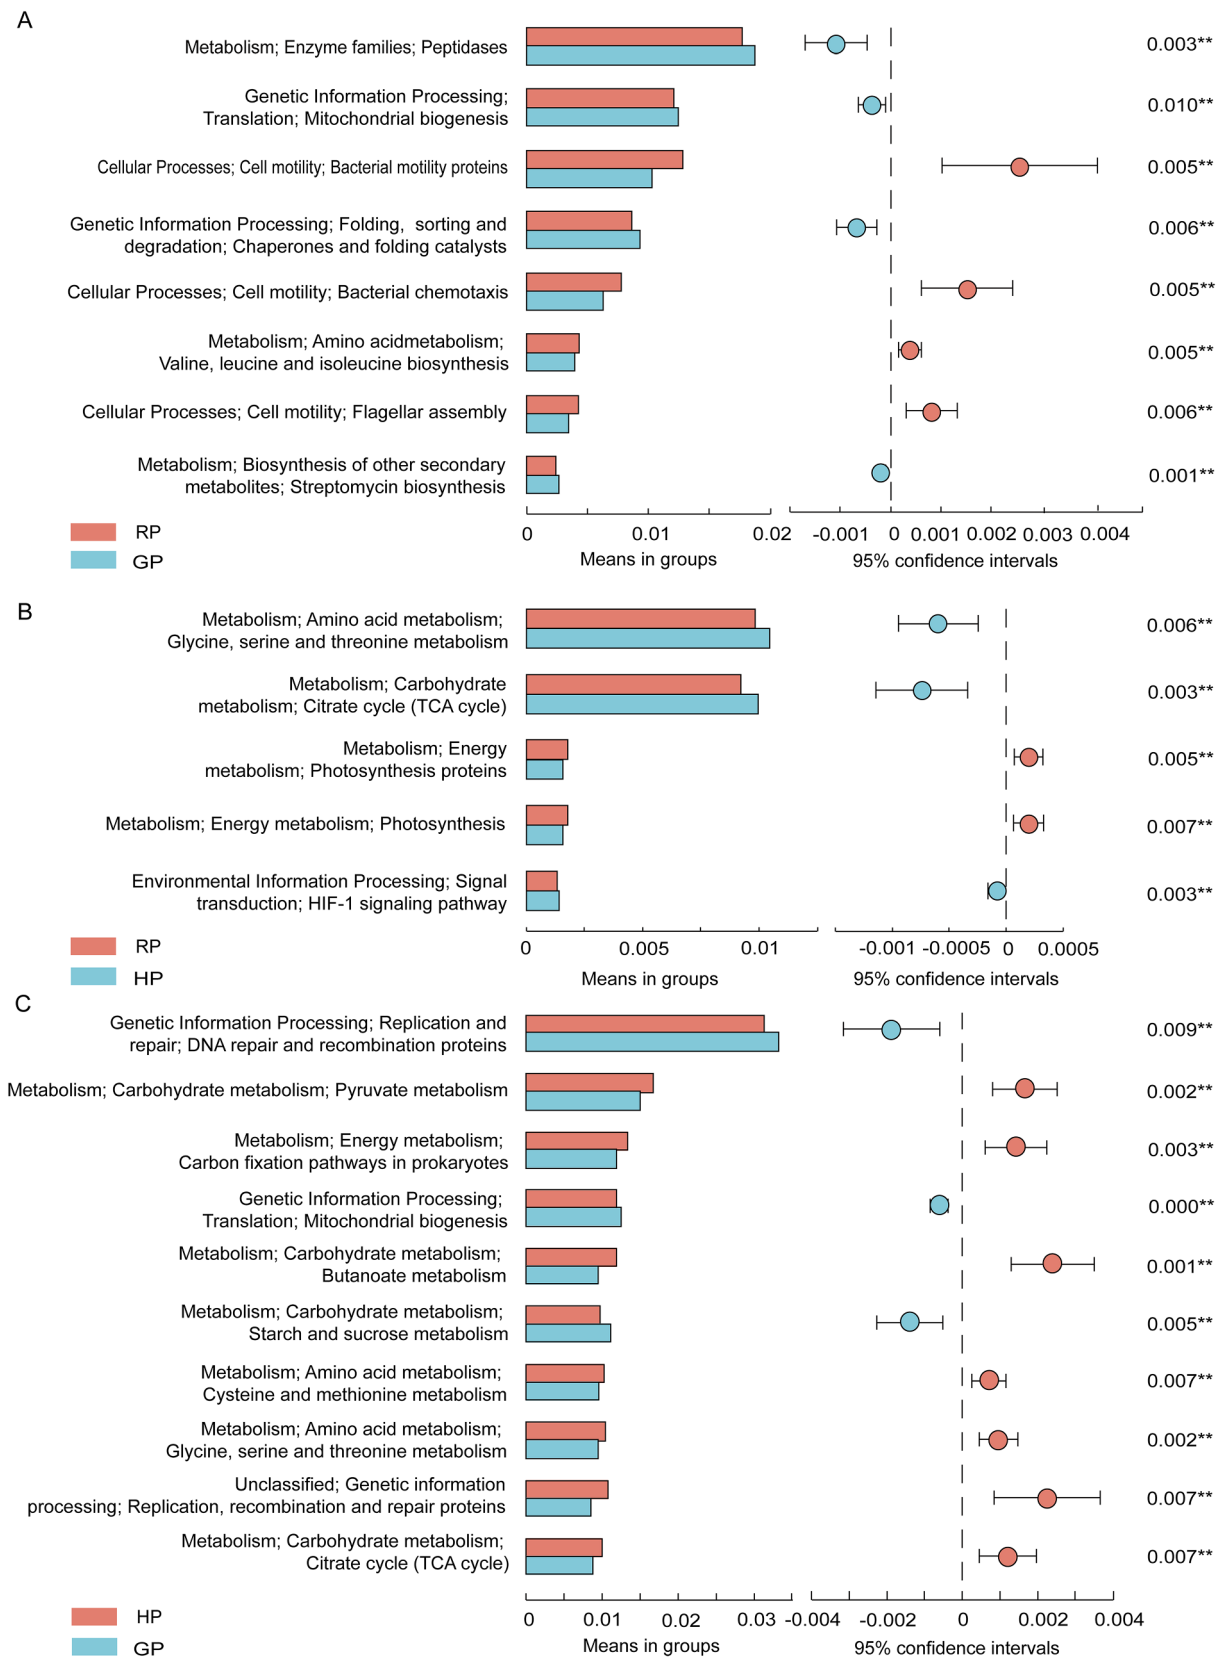 A
Metabolism; Enzyme families; Peptidases
0.003**
Genetic Information Processing;
Translation; Mitochondrial biogenesis
0.010**
Cellular Processes; Cell motility; Bacterial motility proteins
0.005**
Genetic Information Processing; Folding, sorting and
degradation; Chaperones and folding catalysts
0.006**
Cellular Processes; Cell motility; Bacterial chemotaxis
0.005**
Metabolism; Amino acidmetabolism;
Valine, leucine and isoleucine biosynthesis
0.005**
Cellular Processes; Cell motility; Flagellar assembly
0.006**
Metabolism; Biosynthesis of other secondary
metabolites; Streptomycin biosynthesis
0.001**
RP
GP
0 0.01 0.02
Means in groups
-0.001 0 0.001 0.002 0.003 0.004
95% confidence intervals
B
Metabolism; Amino acid metabolism;
Glycine, serine and threonine metabolism
0.006**
Metabolism; Carbohydrate
metabolism; Citrate cycle (TCA cycle)
0.003**
Metabolism; Energy
metabolism; Photosynthesis proteins
0.005**
Metabolism; Energy metabolism; Photosynthesis
0.007**
Environmental Information Processing; Signal
transduction; HIF-1 signaling pathway
0.003**
RP
HP
0 0.005 0.01
Means in groups
-0.001 -0.0005 0 0.0005
95% confidence intervals
C
Genetic Information Processing; Replication and
repair; DNA repair and recombination proteins
0.009**
Metabolism; Carbohydrate metabolism; Pyruvate metabolism
0.002**
Metabolism; Energy metabolism;
Carbon fixation pathways in prokaryotes
0.003**
Genetic Information Processing;
Translation; Mitochondrial biogenesis
0.000**
Metabolism; Carbohydrate metabolism;
Butanoate metabolism
0.001**
Metabolism; Carbohydrate metabolism;
Starch and sucrose metabolism
0.005**
Metabolism; Amino acid metabolism;
Cysteine and methionine metabolism
0.007**
Metabolism; Amino acid metabolism;
Glycine, serine and threonine metabolism
0.002**
Unclassified; Genetic information
processing; Replication, recombination and repair proteins
0.007**
Metabolism; Carbohydrate metabolism;
Citrate cycle (TCA cycle)
0.007**
HP
GP
0 0.01 0.02 0.03
Means in groups
-0.004 -0.002 0 0.002 0.004
95% confidence intervals